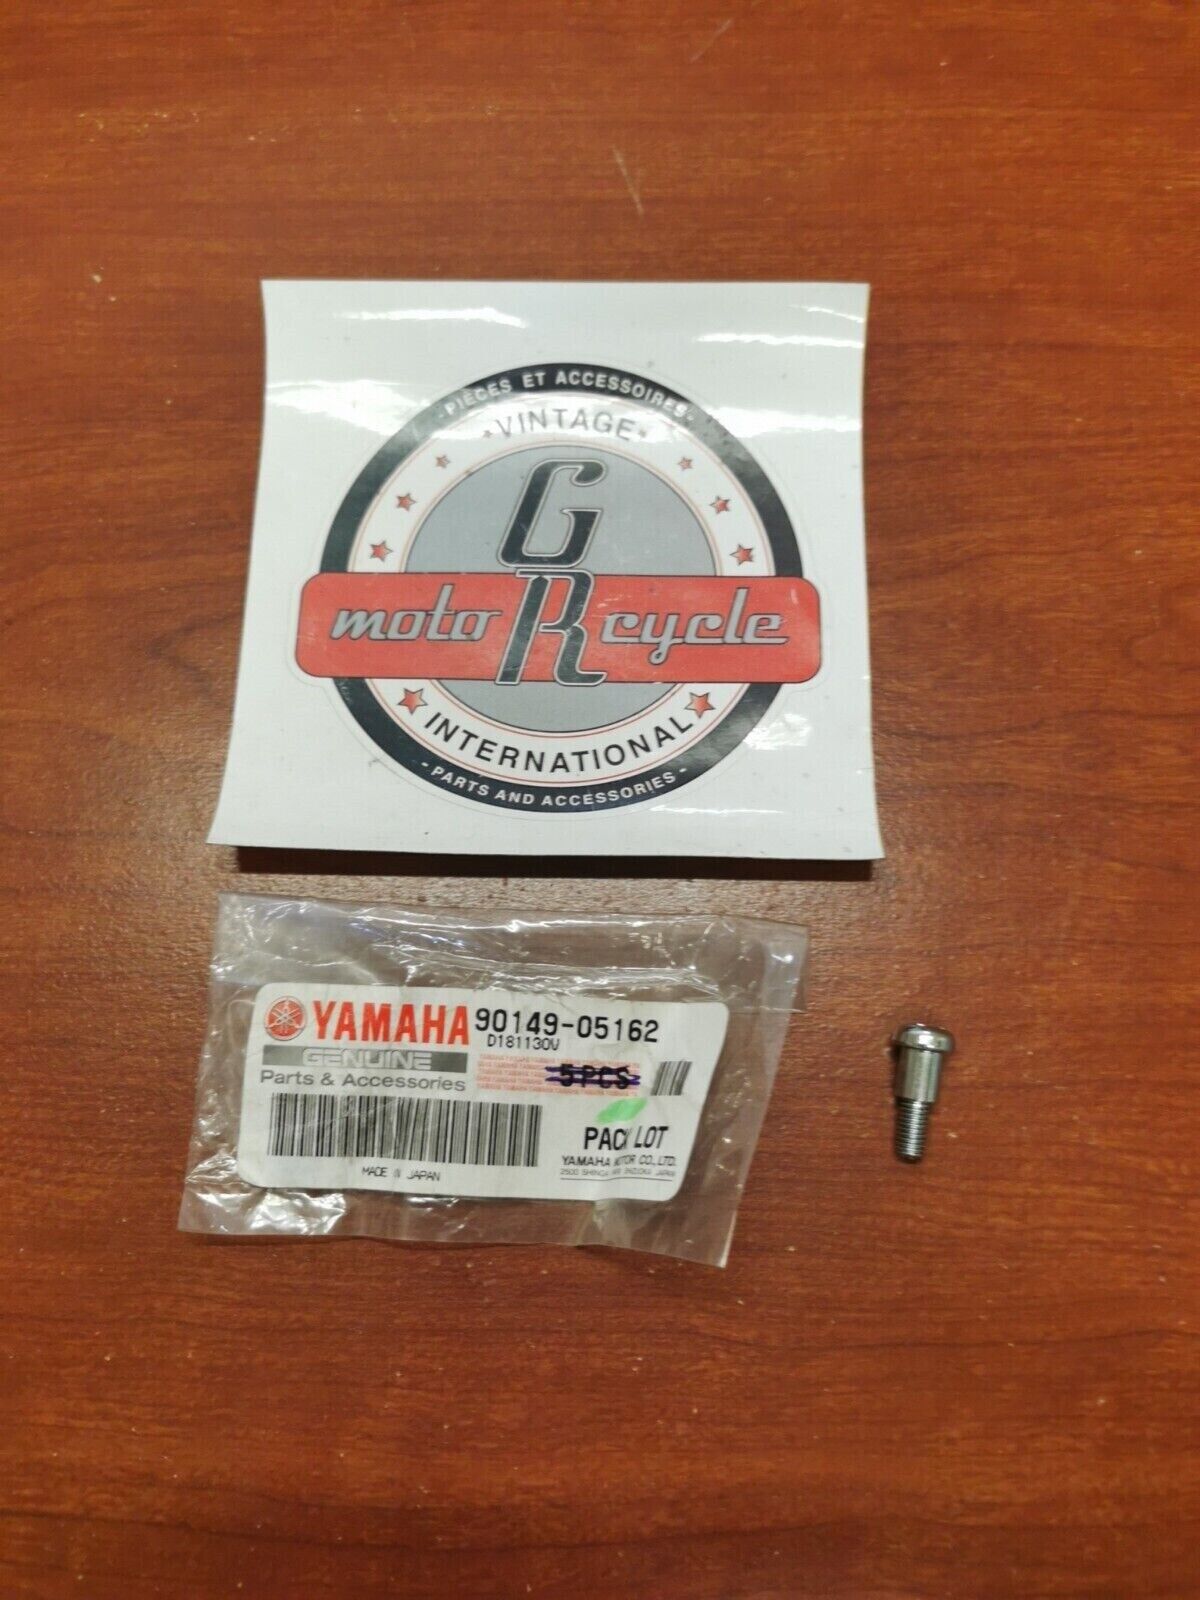 -PIÈCES ET ACCESSOIRES-
-VINTAGE-
GR
moto cycle
INTERNATIONAL
-PARTS AND ACCESSORIES-
YAMAHA 90149-05162
D181130V
GENUINE
5PCS
Parts & Accessories
PACK LOT
YAMAHA MOTOR CO.,LTD.
MADE IN JAPAN